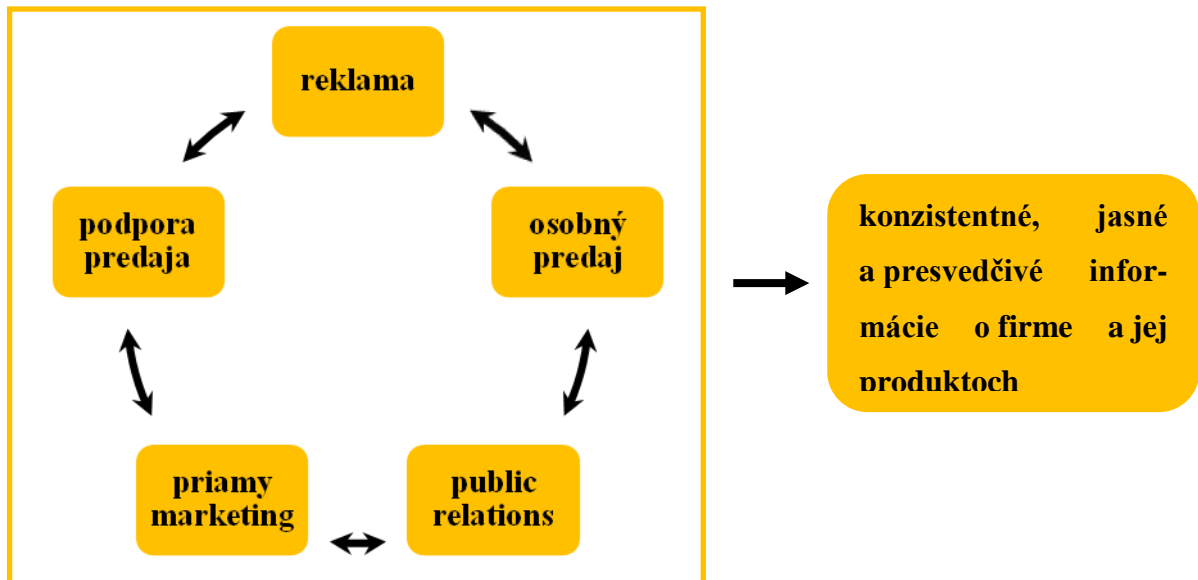 reklama
podpora
predaja
osobný
predaj
priamy
marketing
public
relations
konzistentné, jasné
a presvedčivé infor-
mácie o firme a jej
produktoch